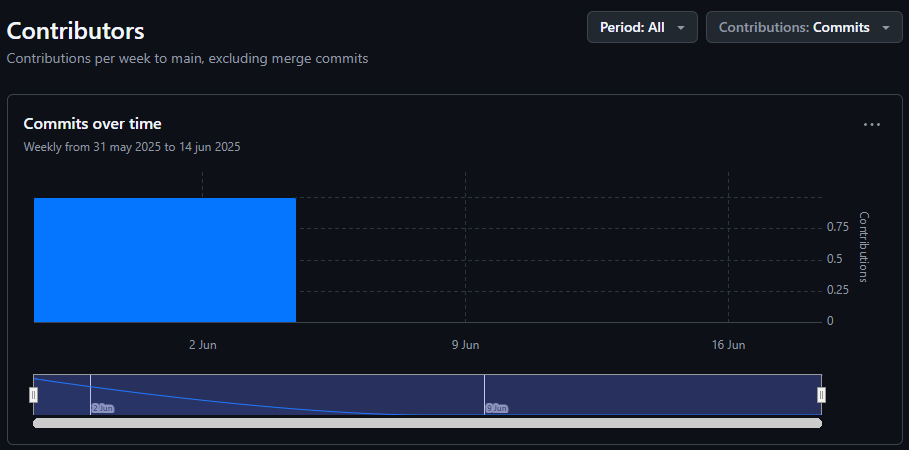 Contributors
Period: All
Contributions: Commits
Contributions per week to main, excluding merge commits
Commits over time
Weekly from 31 may 2025 to 14 jun 2025
0.75
0.5
0.25
0
Contributions
2 Jun
9 Jun
16 Jun
2 Jun
9 Jun